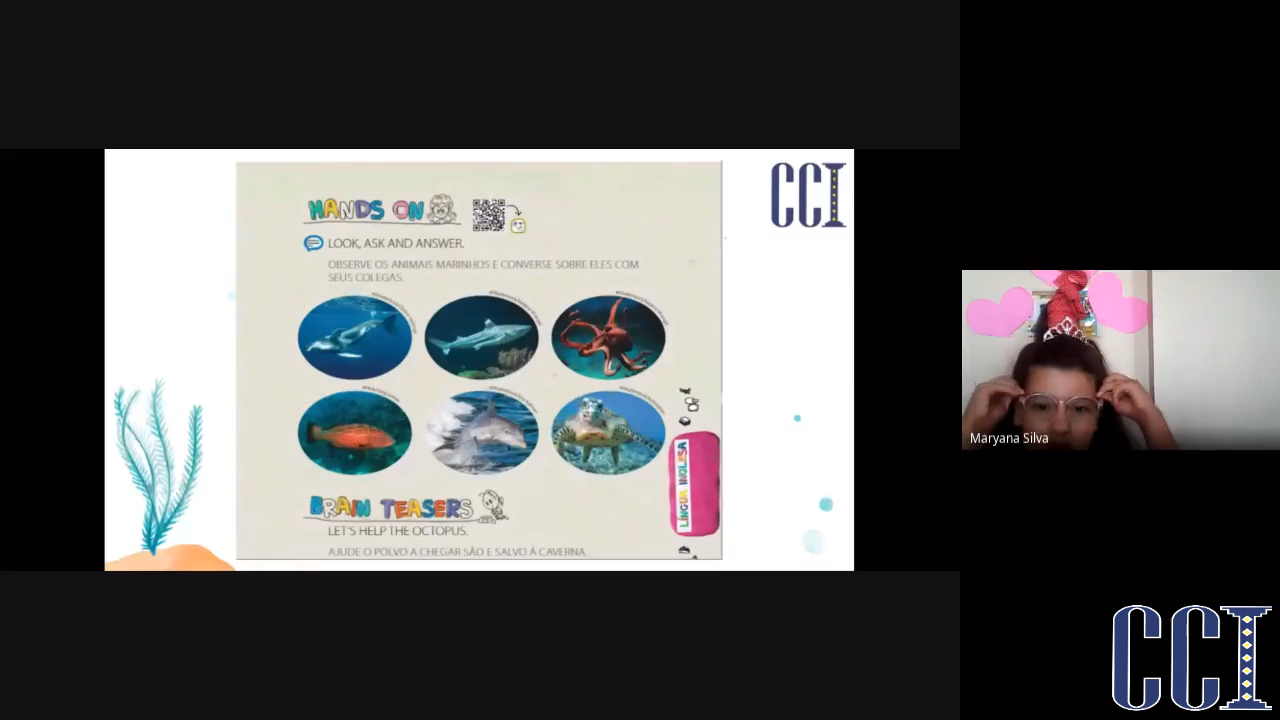 CCI
HANDS ON
LOOK, ASK AND ANSWER.
OBSERVE OS ANIMAIS MARINHOS E CONVERSE SOBRE ELES COM
SEUS COLEGAS.
LÍNGUA INGLESA
BRAIN TEASERS
LET'S HELP THE OCTOPUS.
AJUDE O POLVO A CHEGAR SÃO E SALVO À CAVERNA.
Maryana Silva
CCI